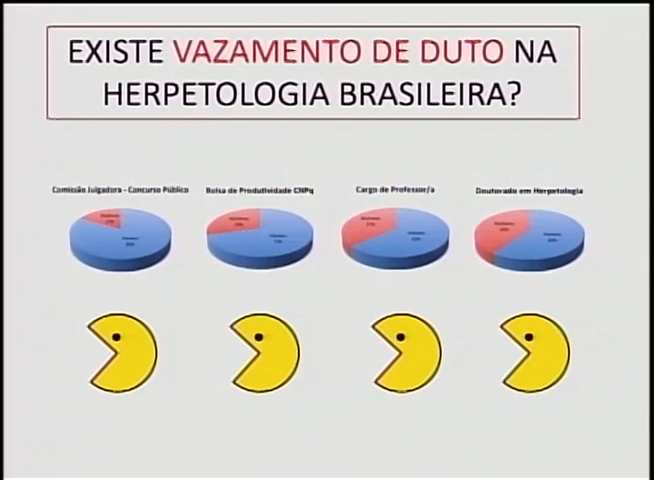 EXISTE VAZAMENTO DE DUTO NA
HERPETOLOGIA BRASILEIRA?
Comissão Julgadora - Concurso Público
Bolsa de Produtividade CNPq
Cargo de Professor/a
Doutorado em Herpetologia